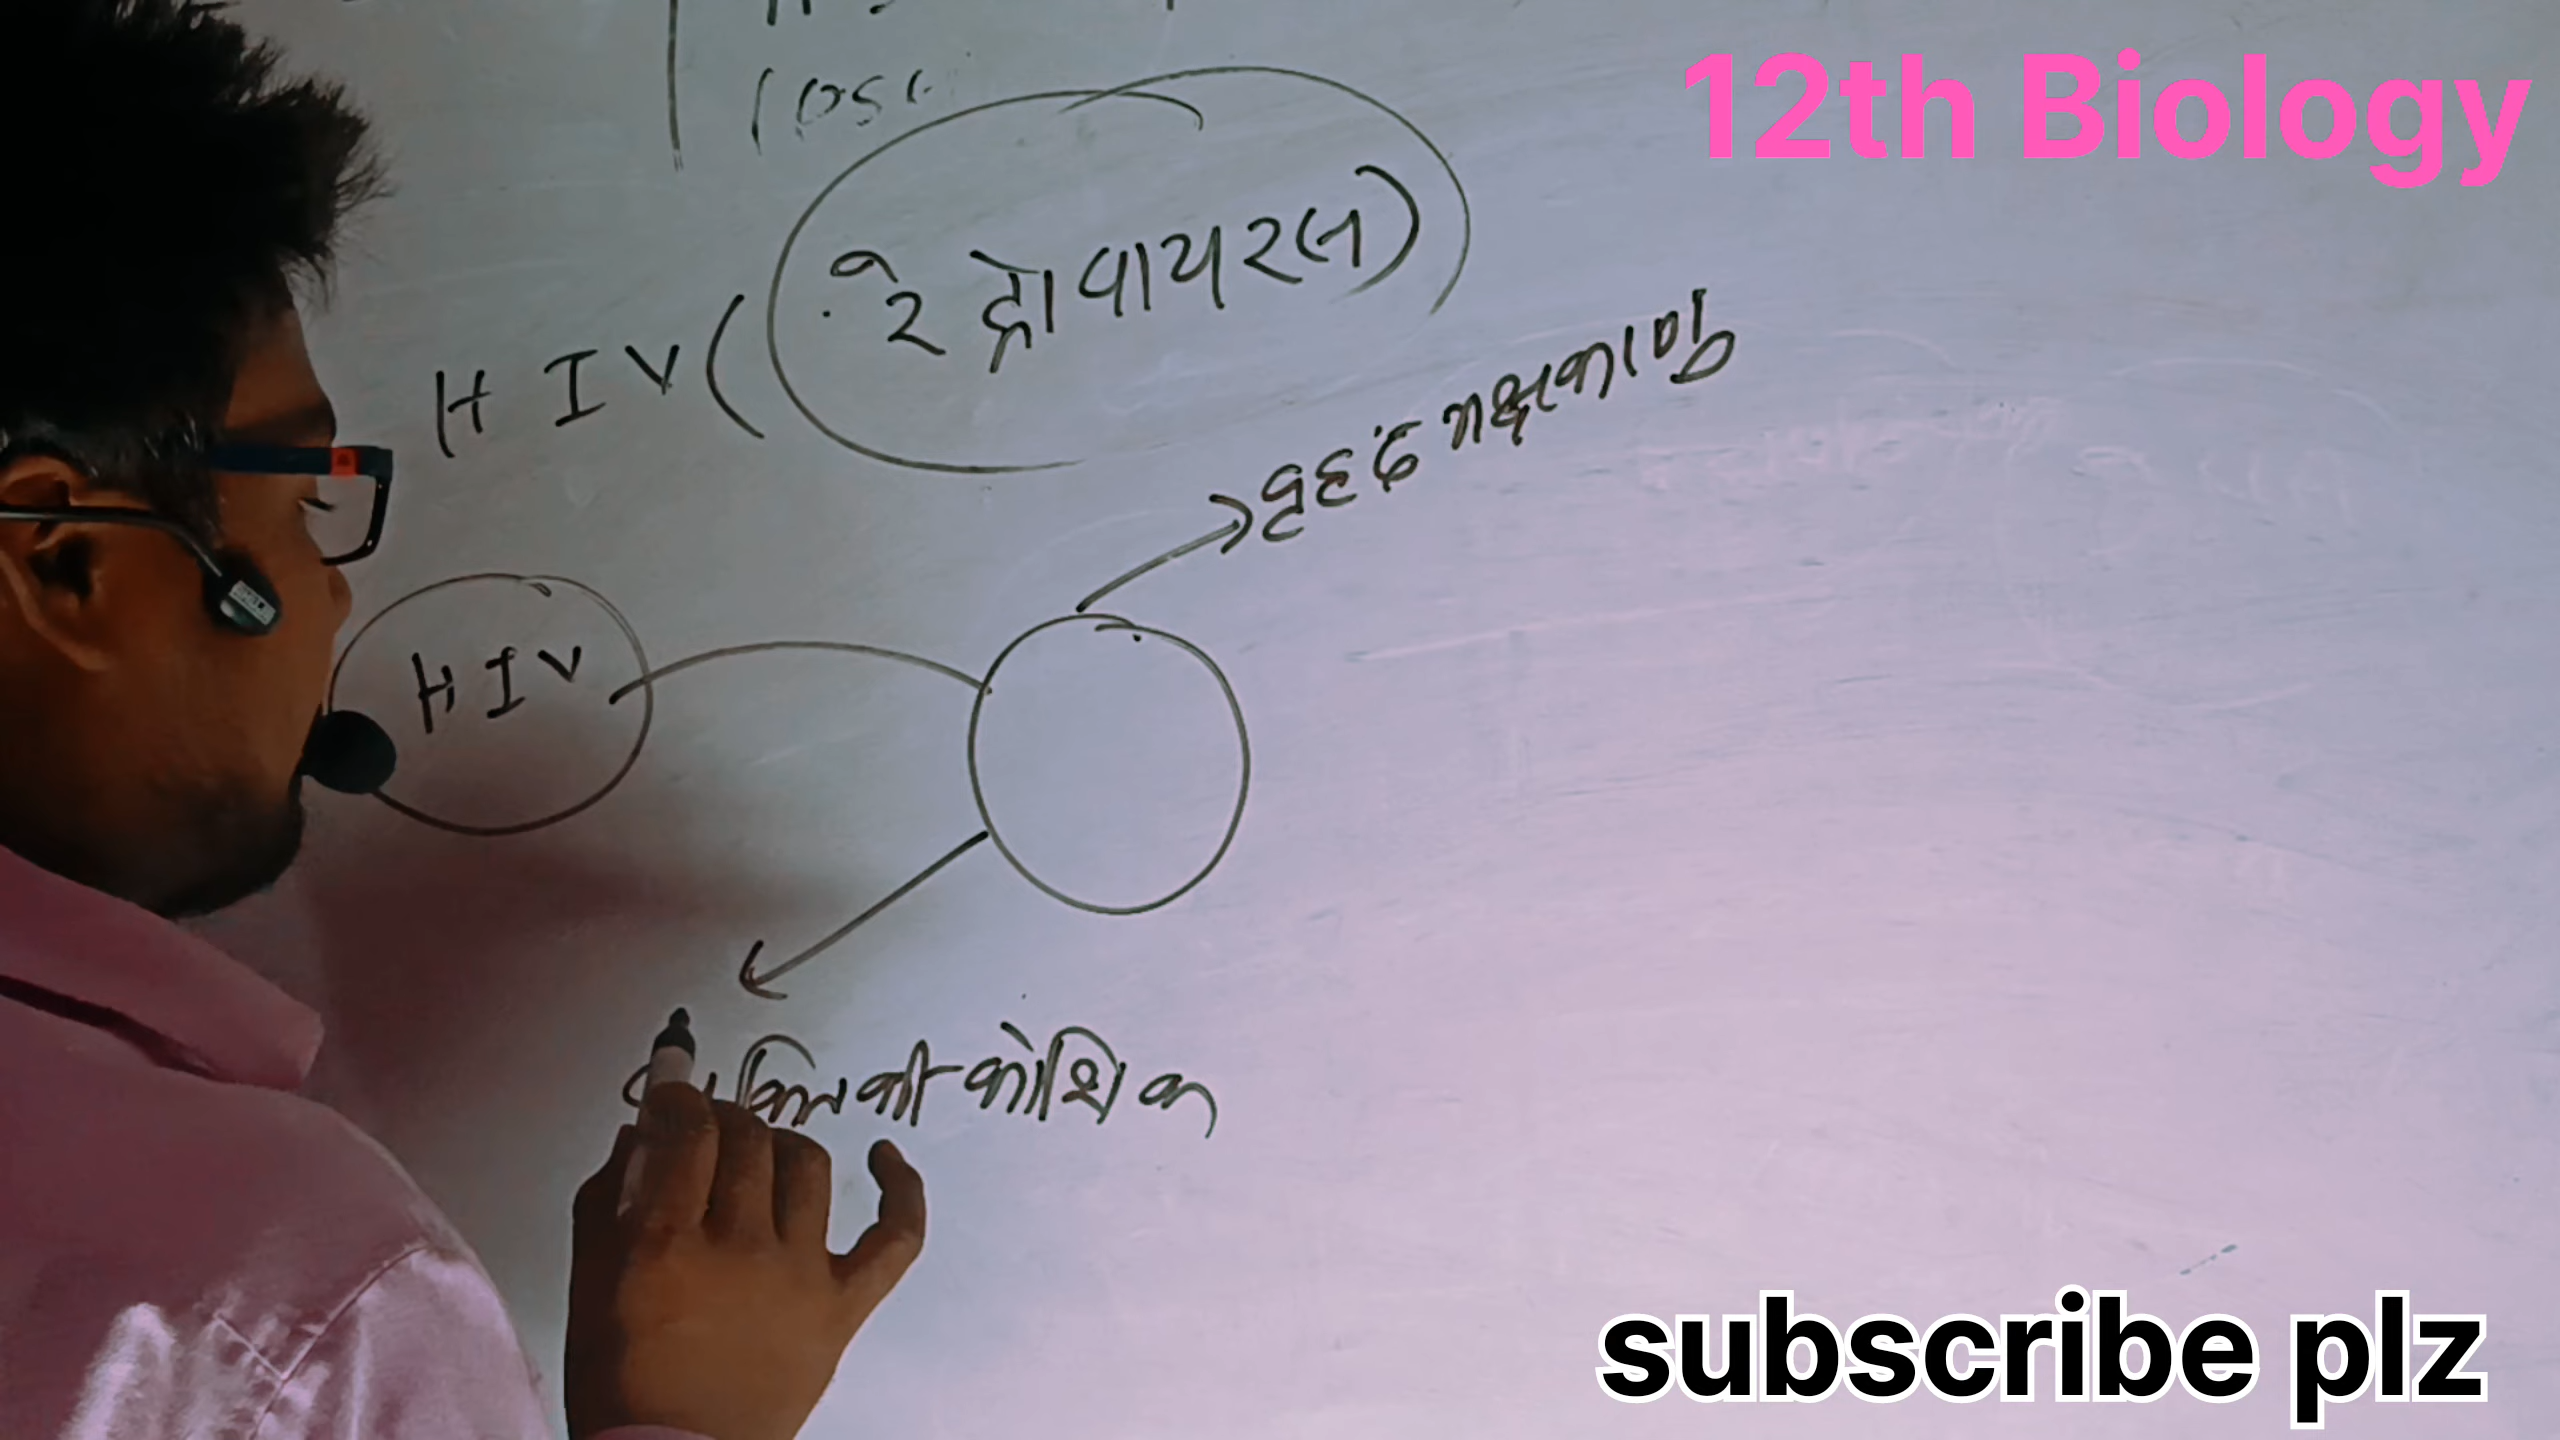 12th Biology
HIV (रेट्रोवायरस)
वृहद भक्षकाणु
HIV
की कोशिक
subscribe plz